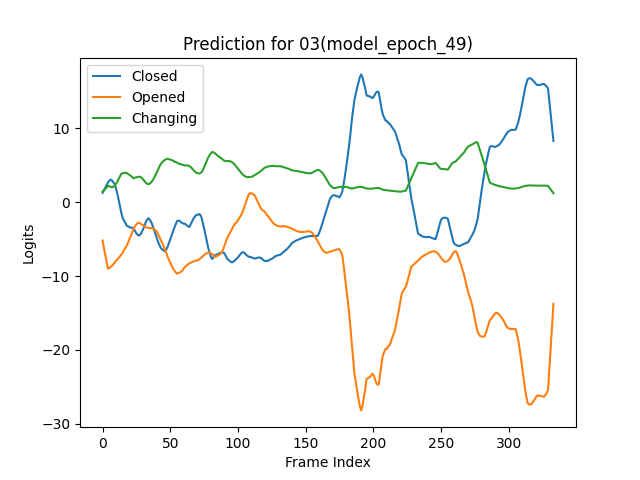 Prediction for 03(model_epoch_49)
Closed
Opened
Changing
Logits
10
0
−10
−20
−30
0 50 100 150 200 250 300
Frame Index